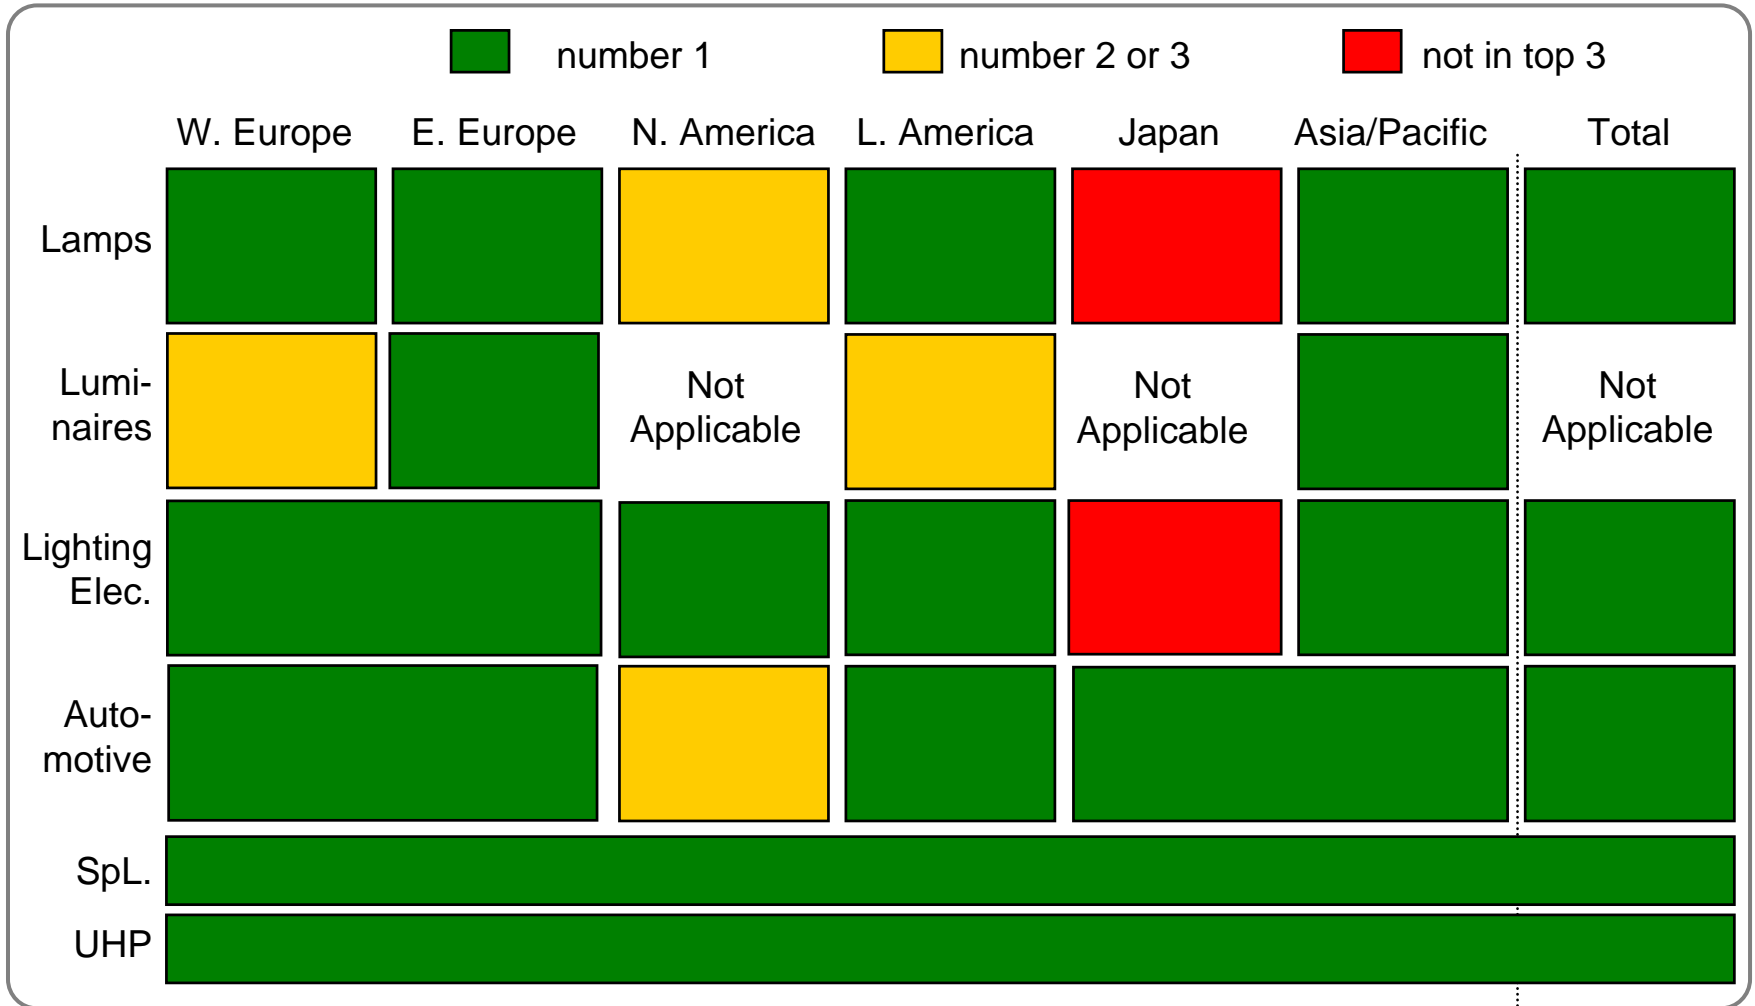 number 1
number 2 or 3
not in top 3
W. Europe
E. Europe
N. America
L. America
Japan
Asia/Pacific
Total
Lamps
Lumi-
naires
Not
Applicable
Not
Applicable
Not
Applicable
Lighting
Elec.
Auto-
motive
SpL.
UHP